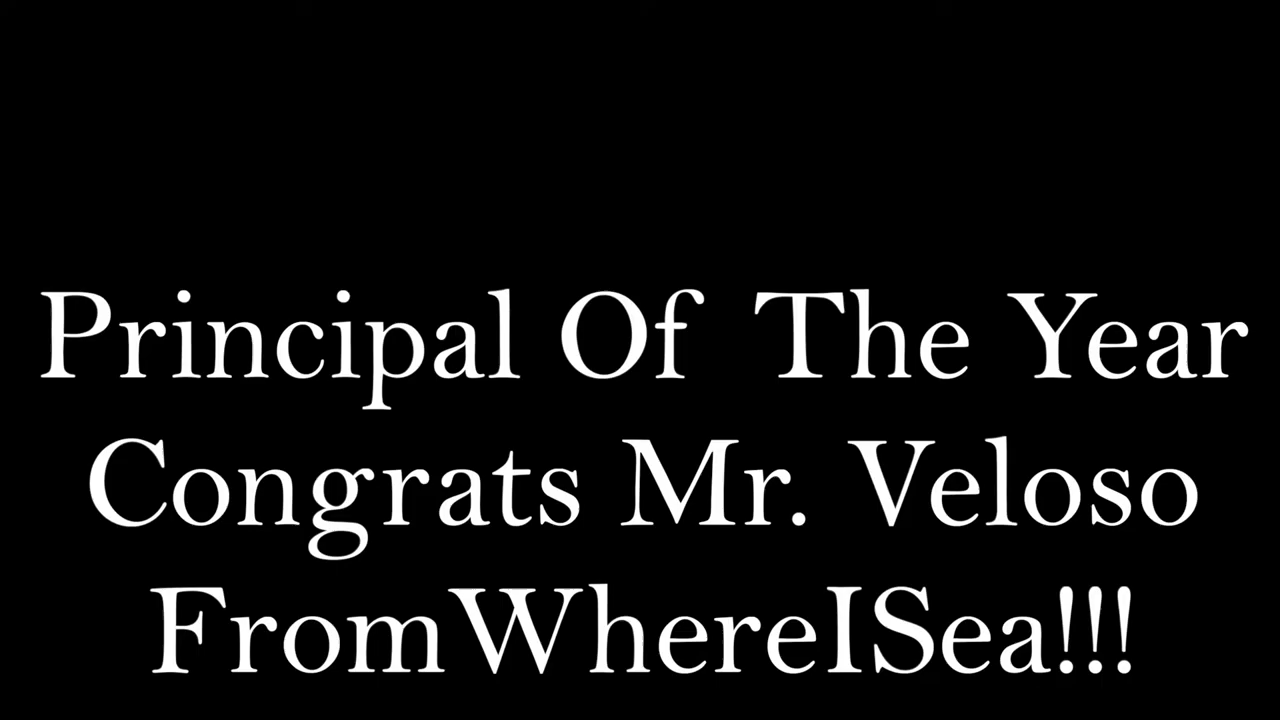 Principal Of The Year
Congrats Mr. Veloso
FromWhereISea!!!